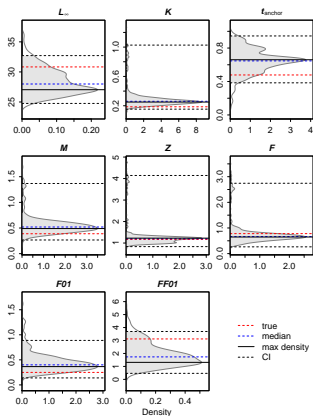 L∞
K
t_anchor
25 30 35
0.00 0.10 0.20
0.2 0.6 1.0
0 2 4 6 8
0.0 0.4 0.8
0 1 2 3 4
M
Z
F
0.0 0.5 1.0 1.5
0.0 1.0 2.0 3.0
1 2 3 4 5
0.0 1.0 2.0 3.0
0.0 1.0 2.0 3.0
0.0 1.0 2.0
F01
FF01
0.0 0.5 1.0 1.5
0.0 1.0 2.0
0 1 2 3 4 5 6
0.0 0.2 0.4
Density
true
median
max density
CI